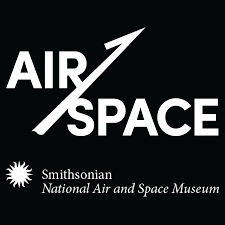 AIR
SPACE
Smithsonian
National Air and Space Museum